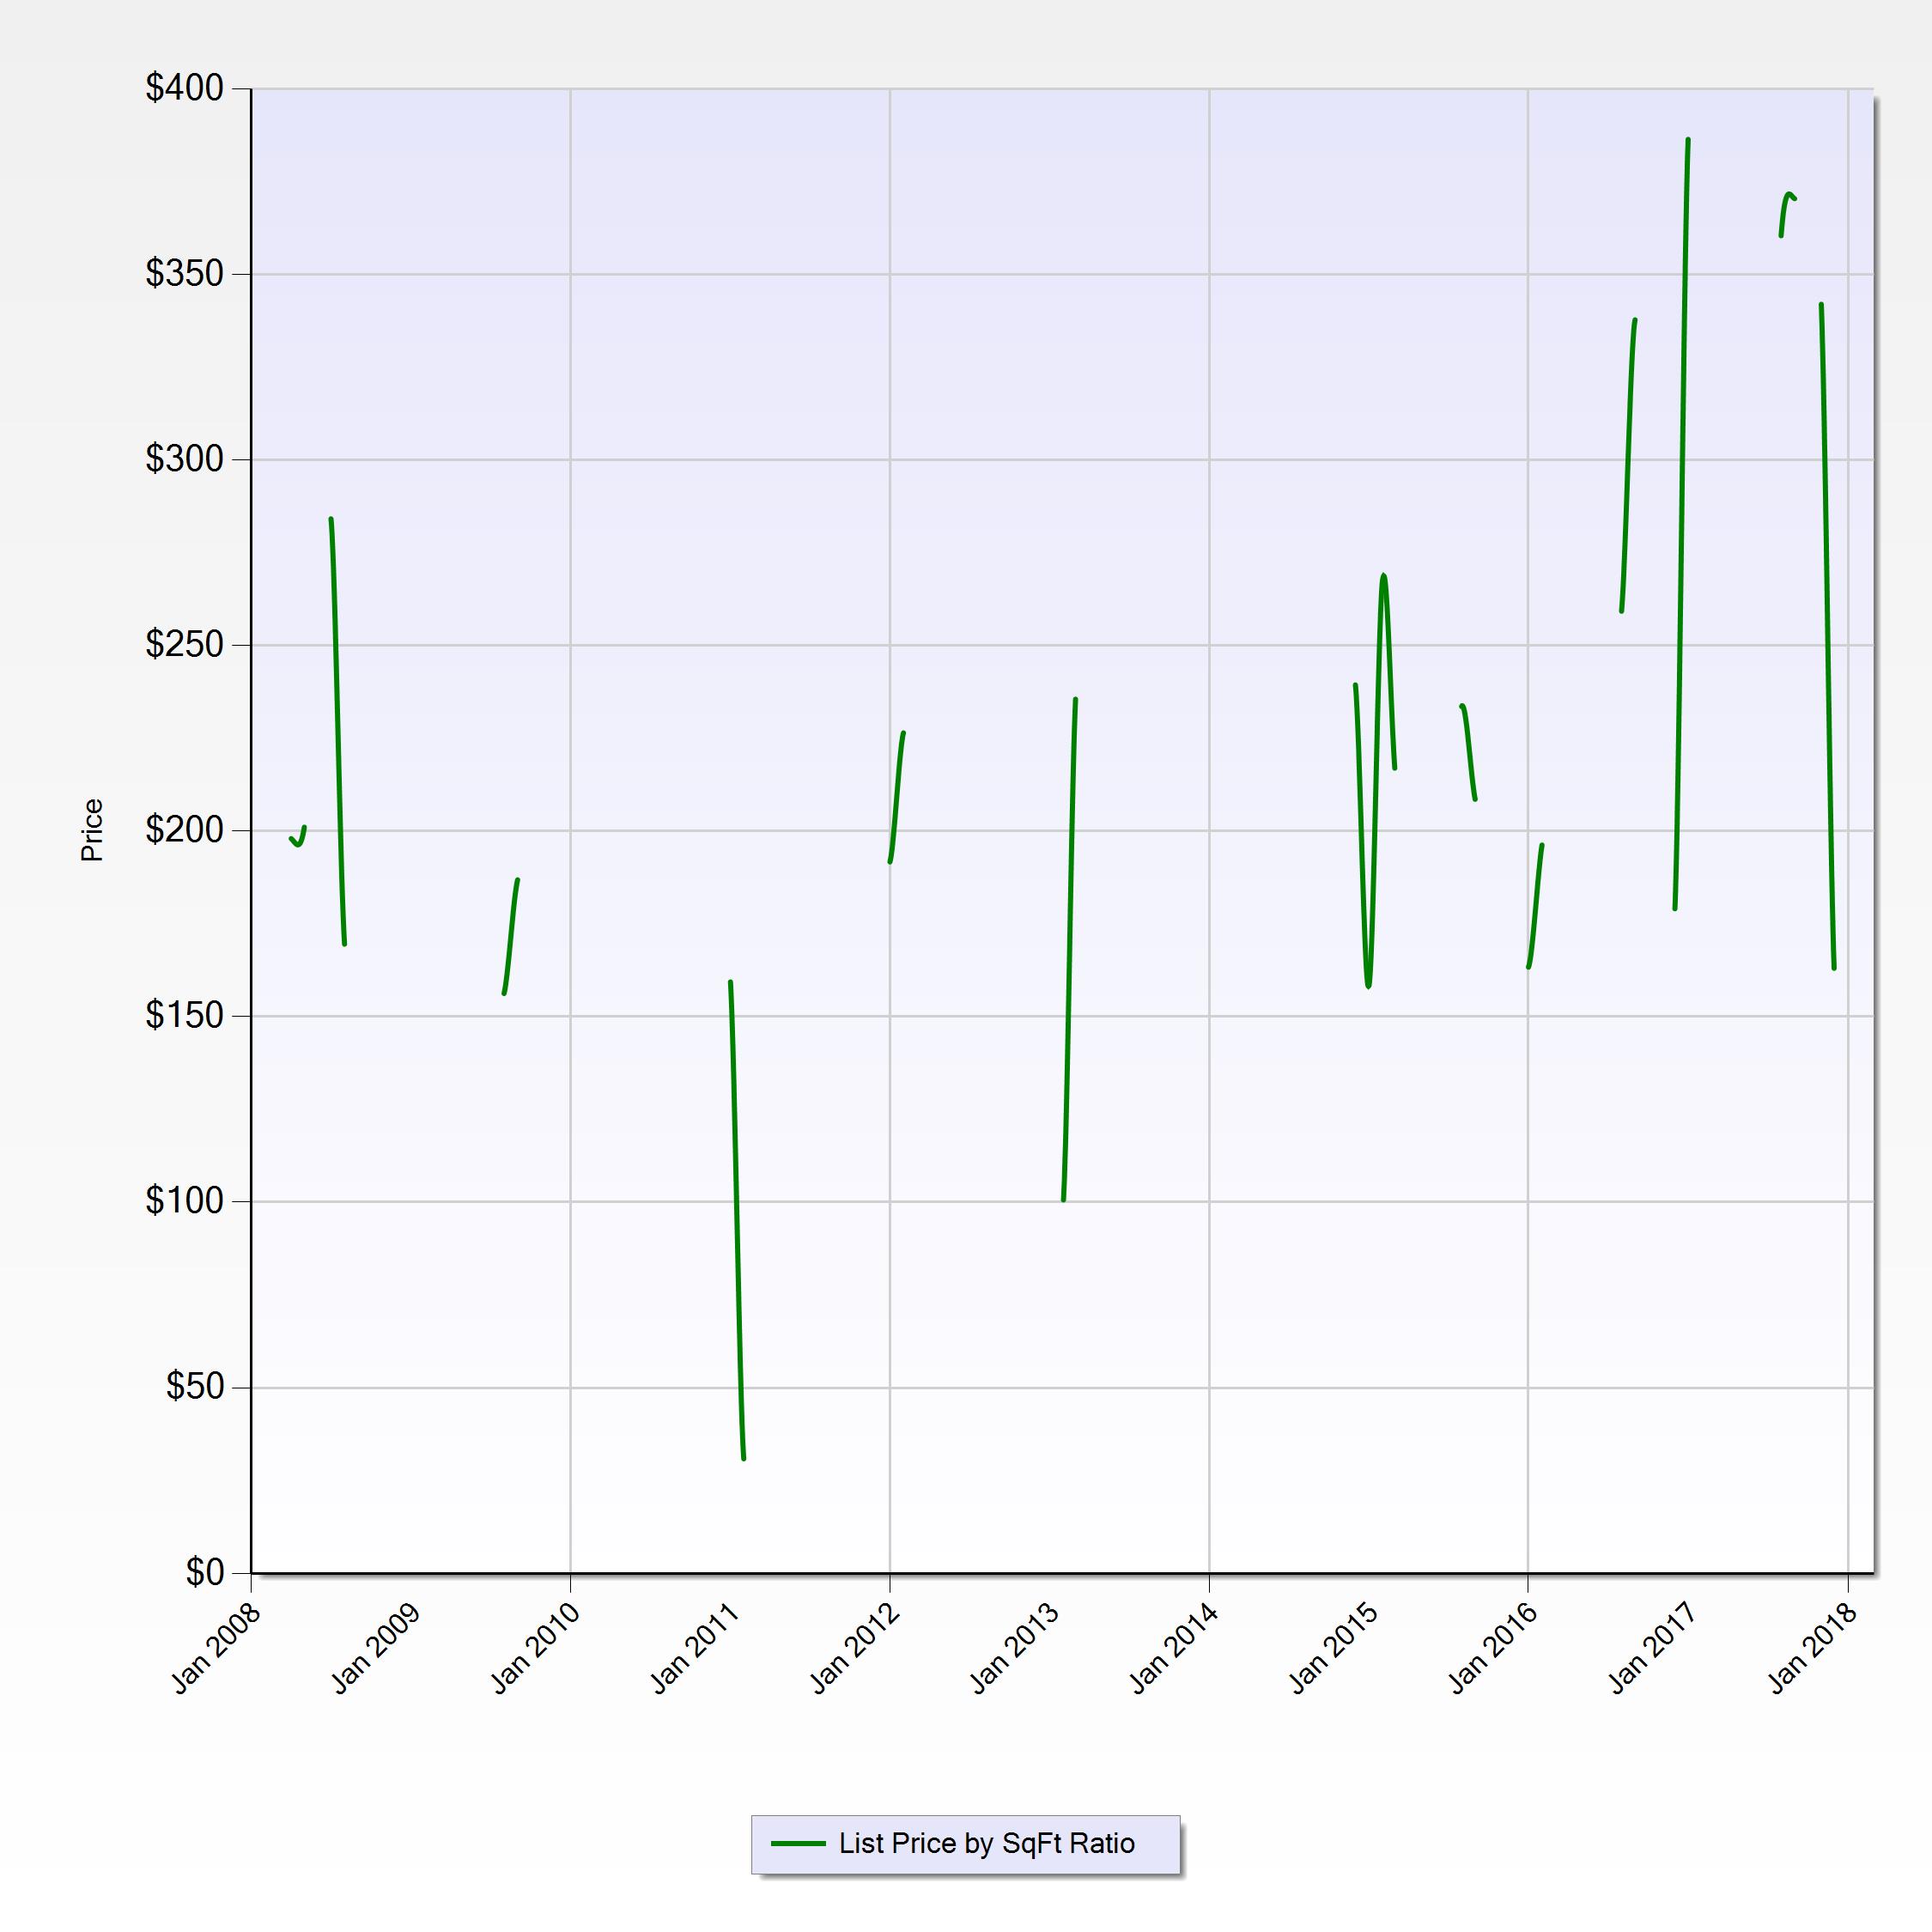 $400
$350
$300
$250
$200
$150
$100
$50
$0
Price
Jan 2008
Jan 2009
Jan 2010
Jan 2011
Jan 2012
Jan 2013
Jan 2014
Jan 2015
Jan 2016
Jan 2017
Jan 2018
List Price by SqFt Ratio